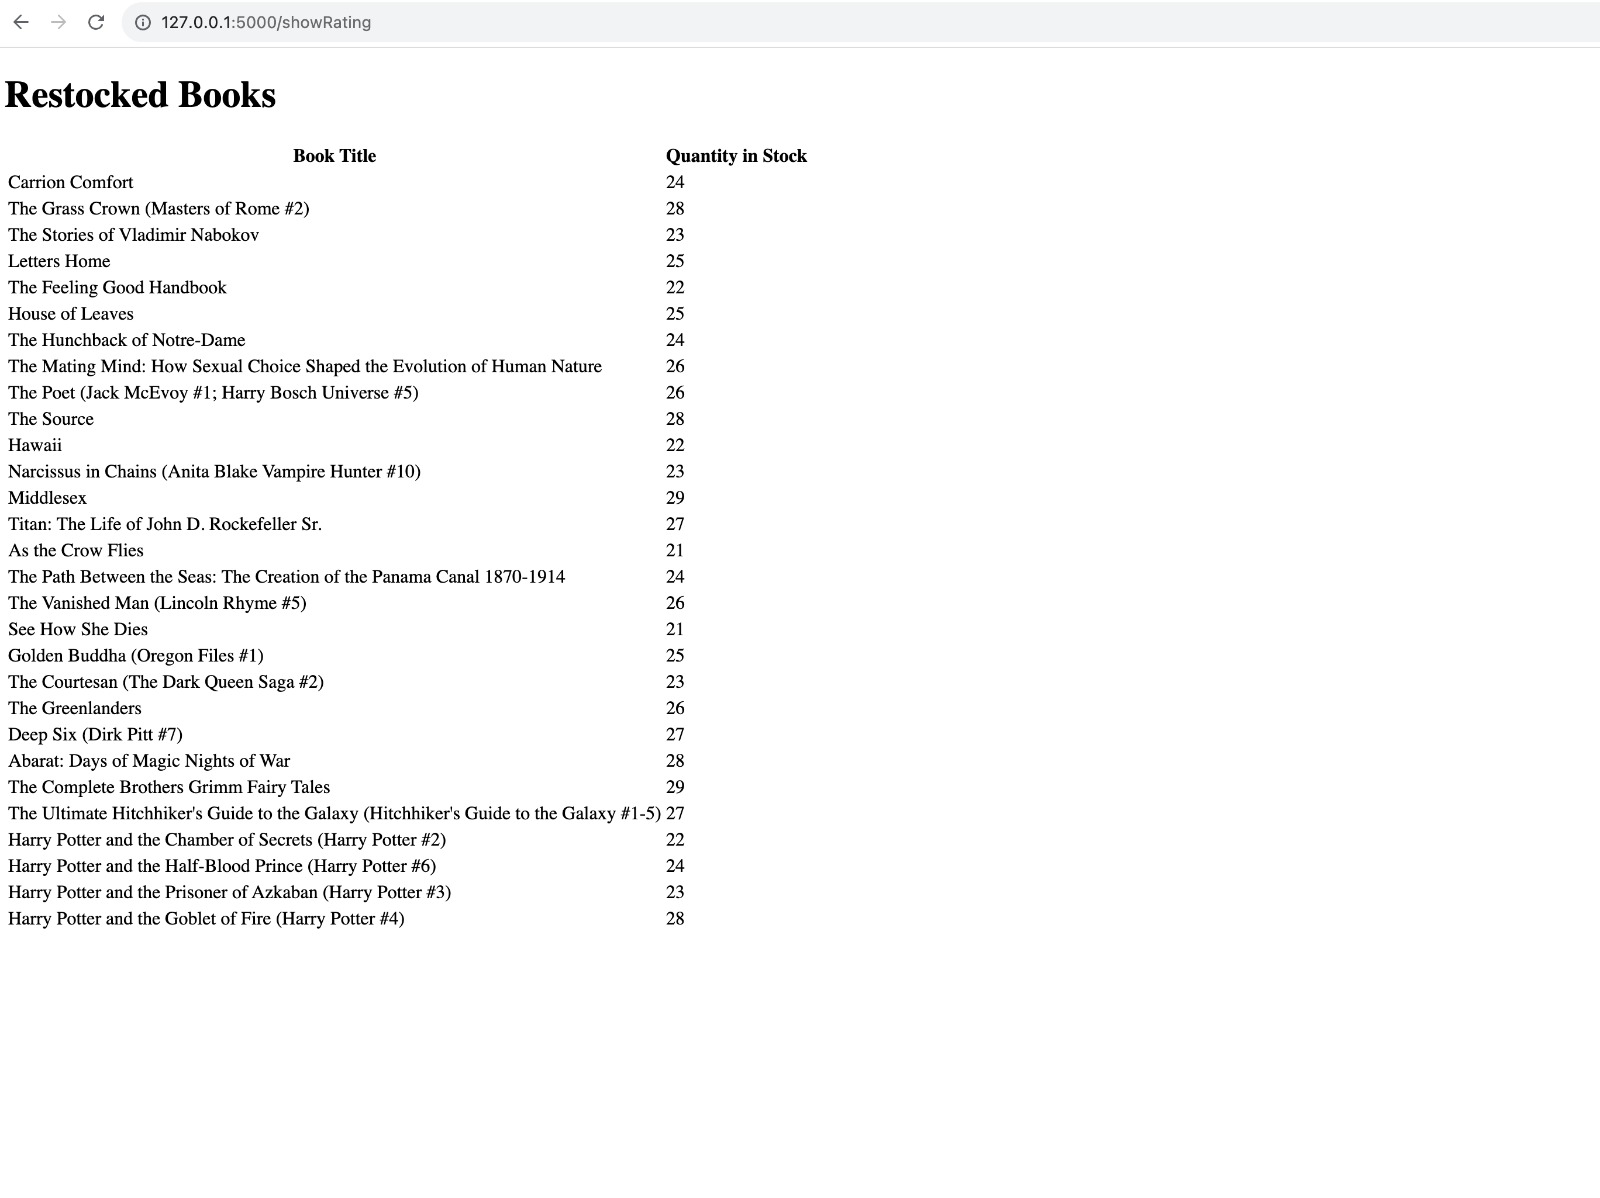 127.0.0.1:5000/showRating
Restocked Books
Book Title Quantity in Stock
Carrion Comfort 24
The Grass Crown (Masters of Rome #2) 28
The Stories of Vladimir Nabokov 23
Letters Home 25
The Feeling Good Handbook 22
House of Leaves 25
The Hunchback of Notre-Dame 24
The Mating Mind: How Sexual Choice Shaped the Evolution of Human Nature 26
The Poet (Jack McEvoy #1; Harry Bosch Universe #5) 26
The Source 28
Hawaii 22
Narcissus in Chains (Anita Blake Vampire Hunter #10) 23
Middlesex 29
Titan: The Life of John D. Rockefeller Sr. 27
As the Crow Flies 21
The Path Between the Seas: The Creation of the Panama Canal 1870-1914 24
The Vanished Man (Lincoln Rhyme #5) 26
See How She Dies 21
Golden Buddha (Oregon Files #1) 25
The Courtesan (The Dark Queen Saga #2) 23
The Greenlanders 26
Deep Six (Dirk Pitt #7) 27
Abarat: Days of Magic Nights of War 28
The Complete Brothers Grimm Fairy Tales 29
The Ultimate Hitchhiker's Guide to the Galaxy (Hitchhiker's Guide to the Galaxy #1-5) 27
Harry Potter and the Chamber of Secrets (Harry Potter #2) 22
Harry Potter and the Half-Blood Prince (Harry Potter #6) 24
Harry Potter and the Prisoner of Azkaban (Harry Potter #3) 23
Harry Potter and the Goblet of Fire (Harry Potter #4) 28